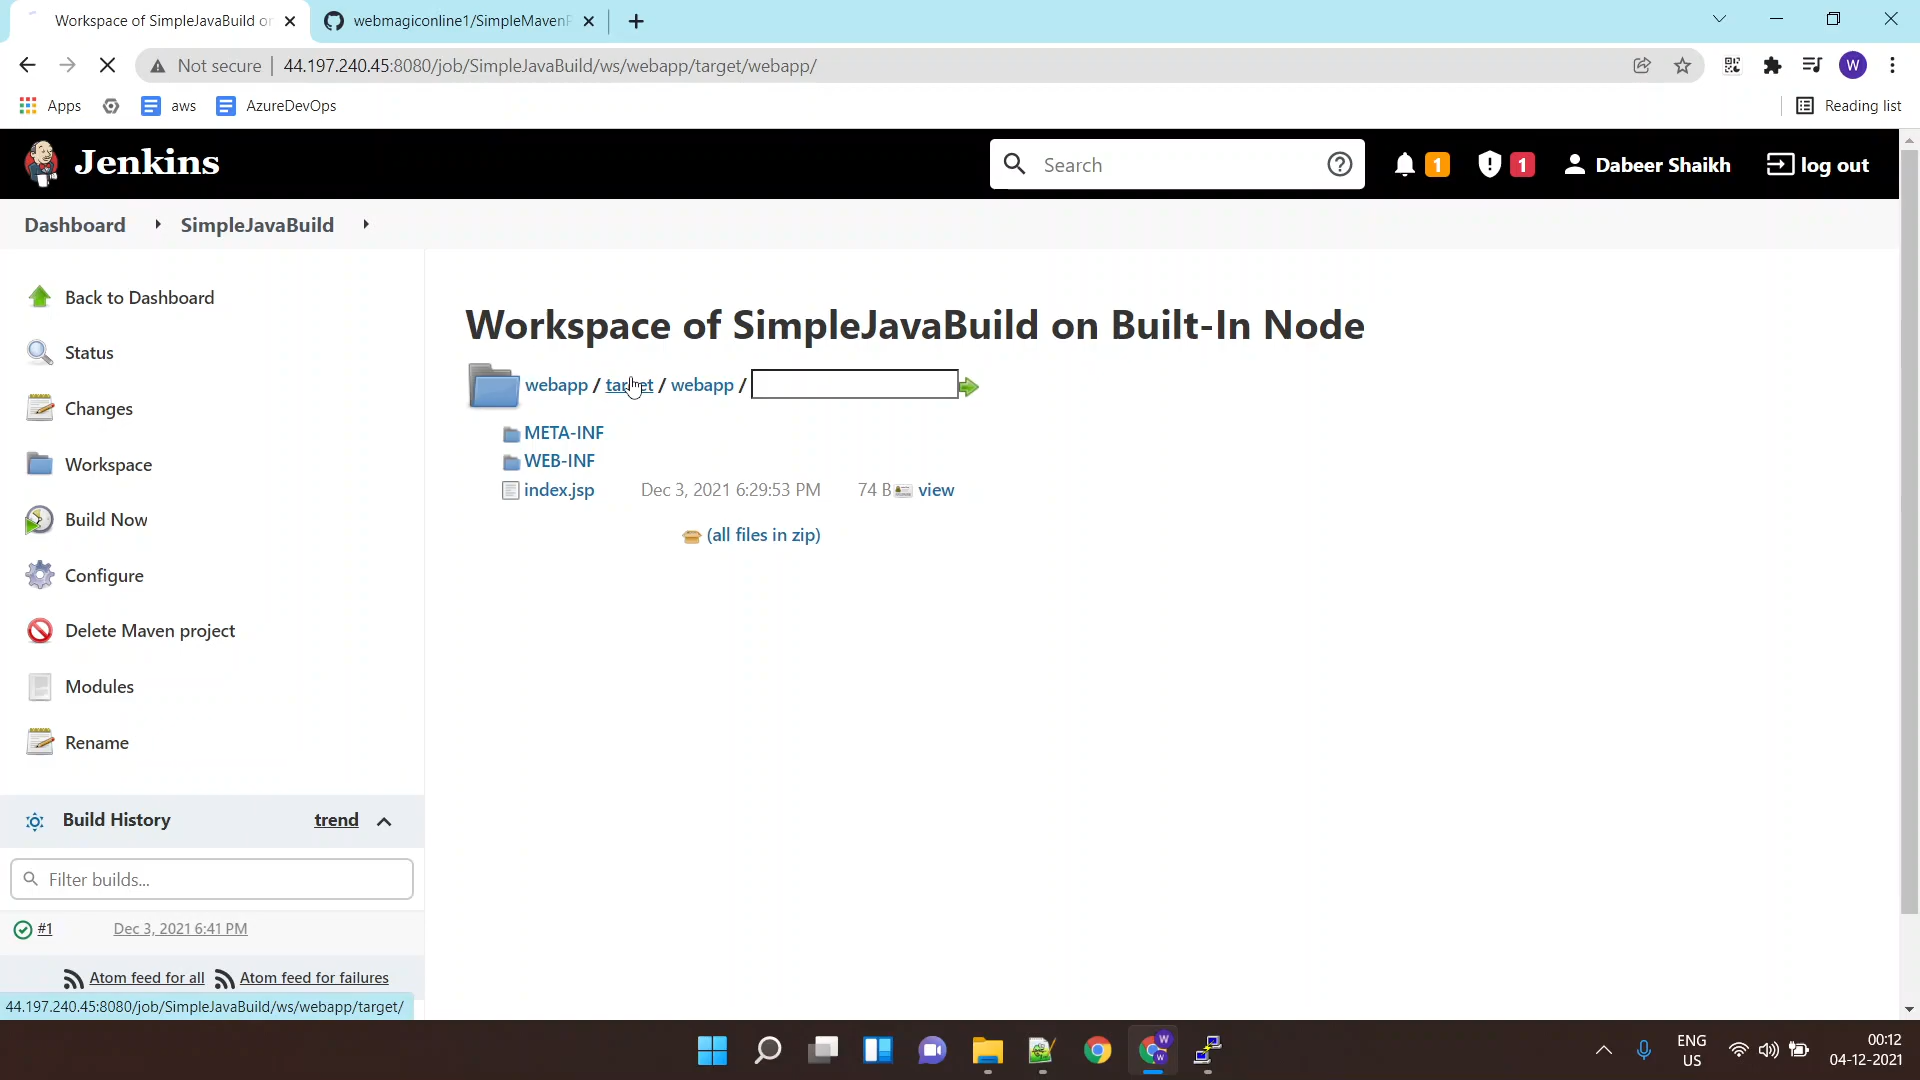 Workspace of SimpleJavaBuild on
webmagiconline1/SimpleMavenP
Not secure
44.197.240.45:8080/job/SimpleJavaBuild/ws/webapp/target/webapp/
W
Apps
aws
AzureDevOps
Reading list
Jenkins
Search
1
1
Dabeer Shaikh
log out
Dashboard
SimpleJavaBuild
Back to Dashboard
Status
Changes
Workspace
Build Now
Configure
Delete Maven project
Modules
Rename
Workspace of SimpleJavaBuild on Built-In Node
webapp / target / webapp /
META-INF
WEB-INF
index.jsp Dec 3, 2021 6:29:53 PM 74 B view
(all files in zip)
Build History trend
Filter builds...
#1 Dec 3, 2021 6:41 PM
Atom feed for all Atom feed for failures
44.197.240.45:8080/job/SimpleJavaBuild/ws/webapp/target/
W
W
ENG
US
00:12
04-12-2021